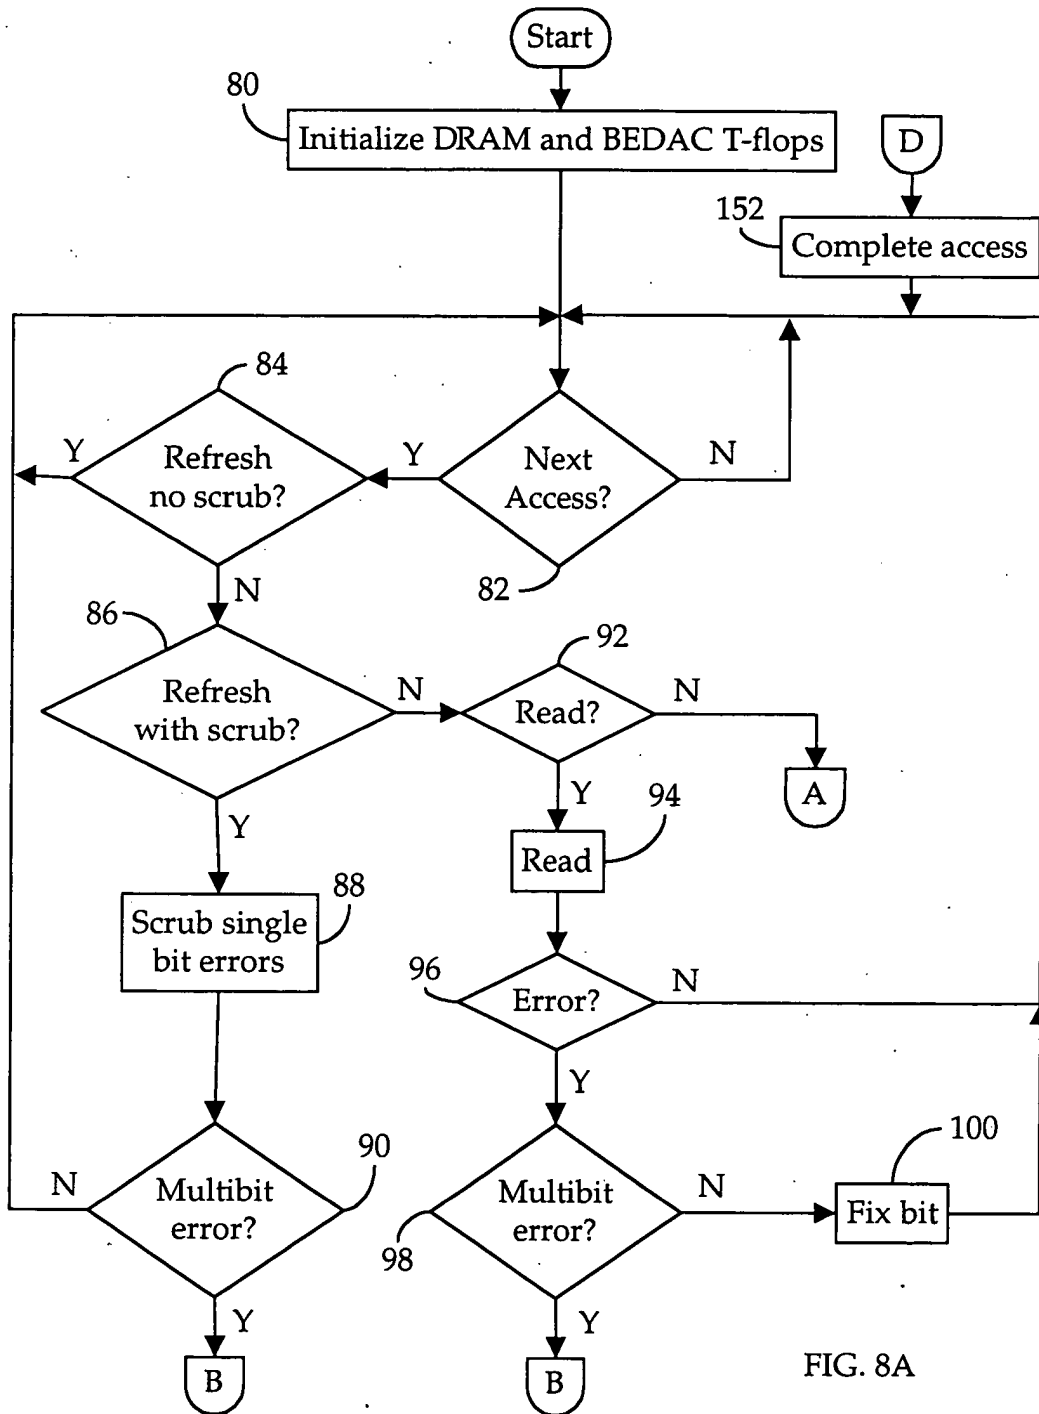 Start
80
Initialize DRAM and BEDAC T-flops
D
152
Complete access
84
Y
Refresh
no scrub?
Y
Next
Access?
N
82
N
86
Refresh
with scrub?
N
92
Read?
N
A
Y
Y
94
Read
88
Scrub single
bit errors
96
Error?
N
Y
N
Multibit
error?
90
Multibit
error?
98
N
100
Fix bit
Y
B
Y
B
FIG. 8A